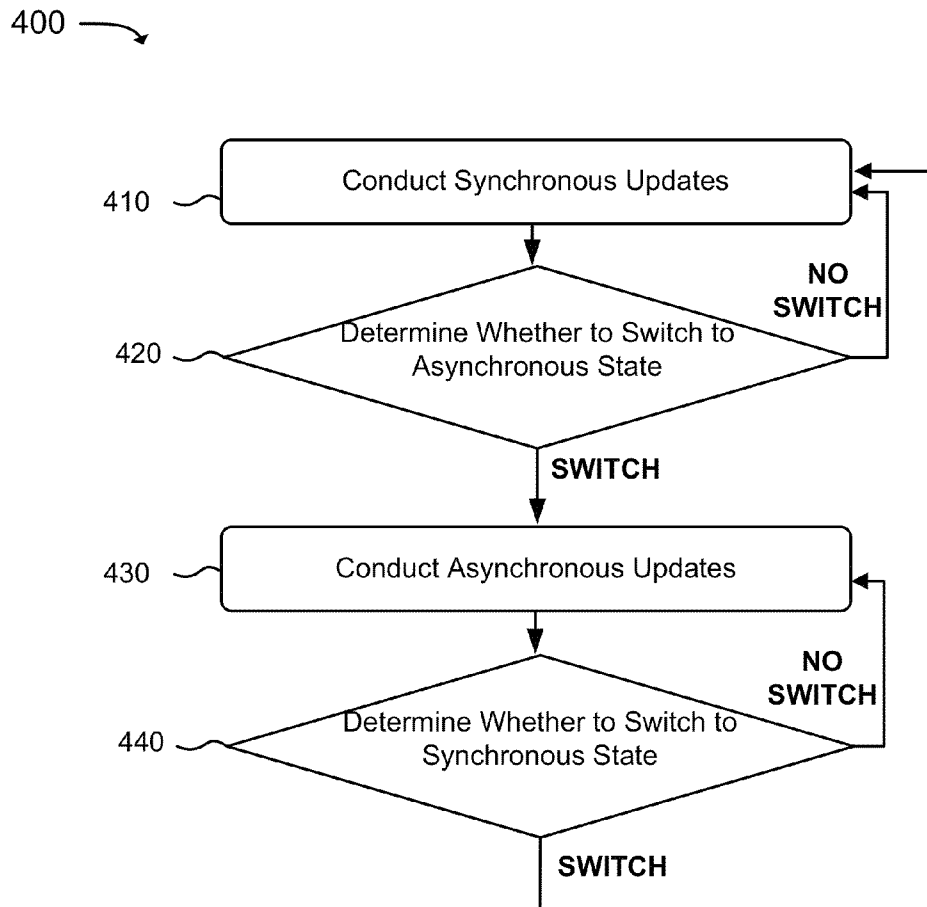 400
Conduct Synchronous Updates
410
NO
SWITCH
Determine Whether to Switch to
Asynchronous State
420
SWITCH
Conduct Asynchronous Updates
430
NO
SWITCH
Determine Whether to Switch to
Synchronous State
440
SWITCH